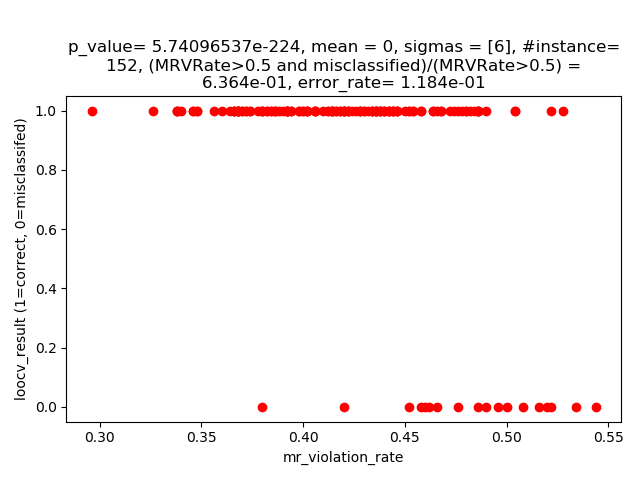 p_value= 5.74096537e-224, mean = 0, sigmas = [6], #instance=
152, (MRVRate>0.5 and misclassified)/(MRVRate>0.5) =
6.364e-01, error_rate= 1.184e-01
1.0
0.8
0.6
0.4
0.2
0.0
loocv_result (1=correct, 0=misclassifed)
0.30 0.35 0.40 0.45 0.50 0.55
mr_violation_rate